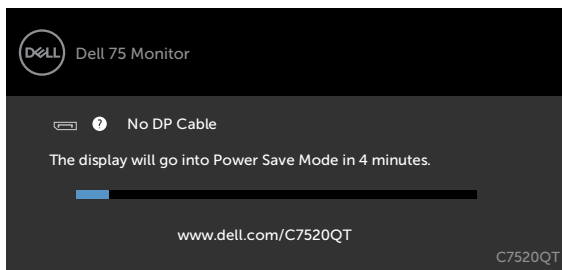 DELL
Dell 75 Monitor
? No DP Cable
The display will go into Power Save Mode in 4 minutes.
www.dell.com/C7520QT
C7520QT